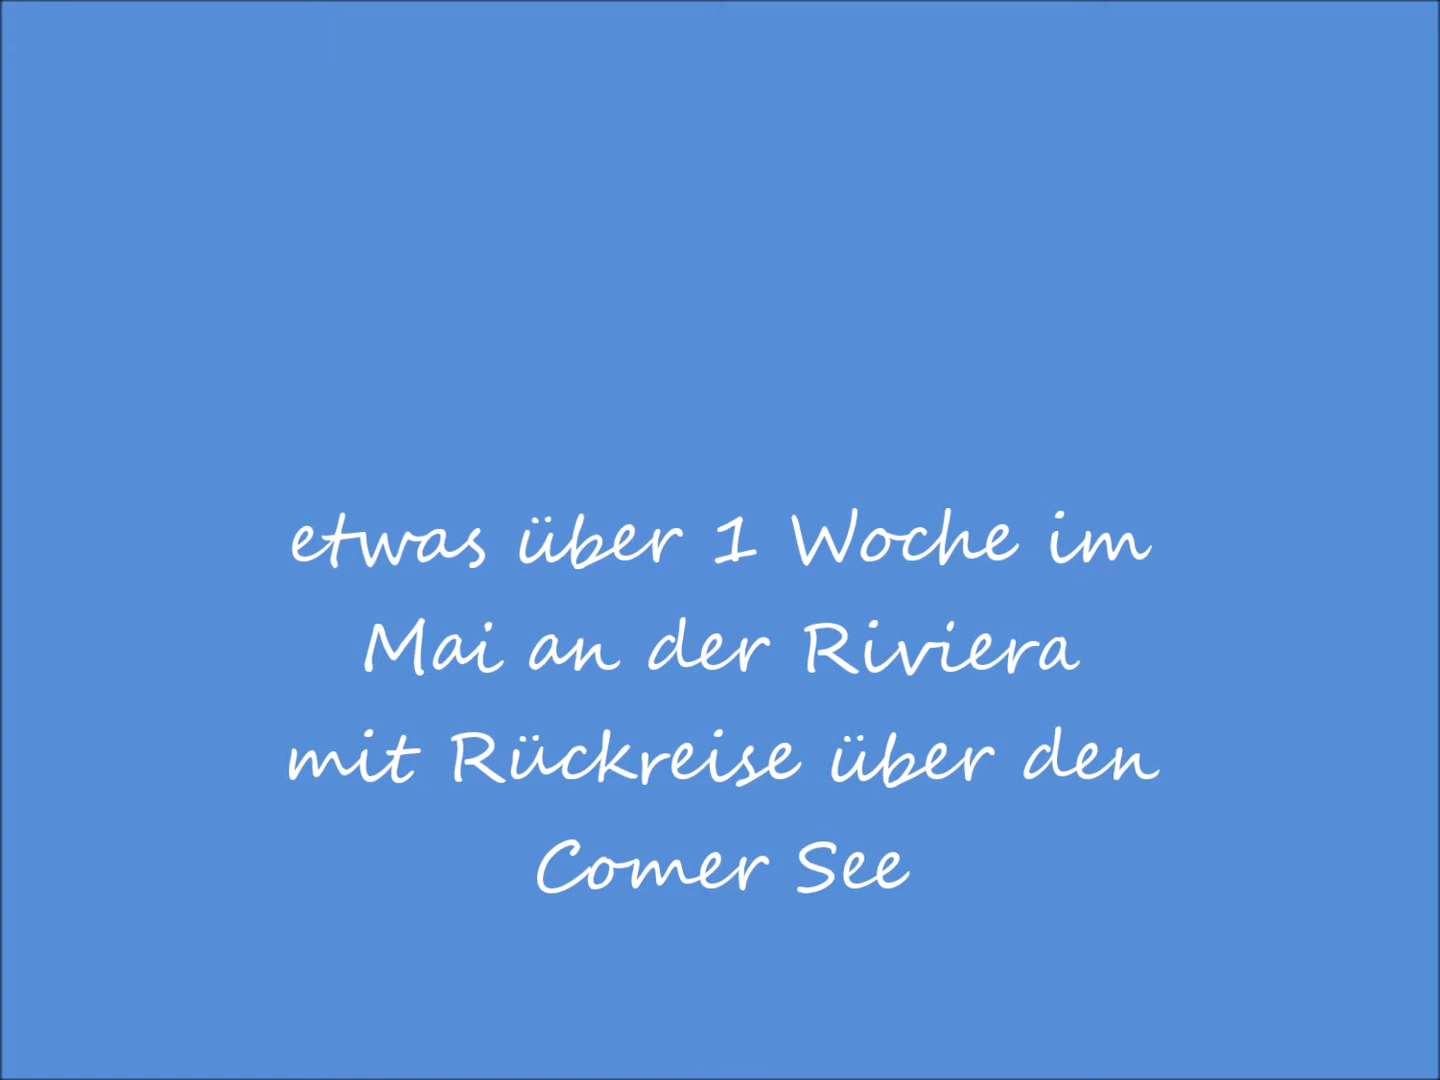 etwas über 1 Woche im
Mai an der Riviera
mit Rückreise über den
Comer See